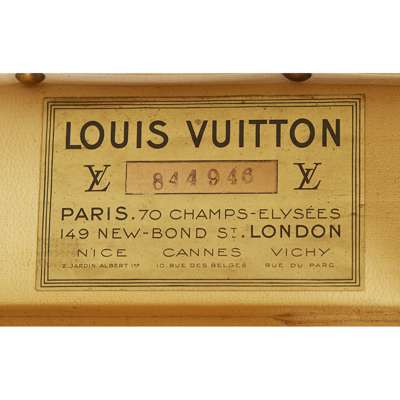 LOUIS VUITTON
LV 844946 LV
PARIS. 70 CHAMPS-ELYSÉES
149 NEW-BOND ST. LONDON
NICE CANNES VICHY
2. JARDIN ALBERT 1ER 10 RUE DES BELGES RUE DU PARC